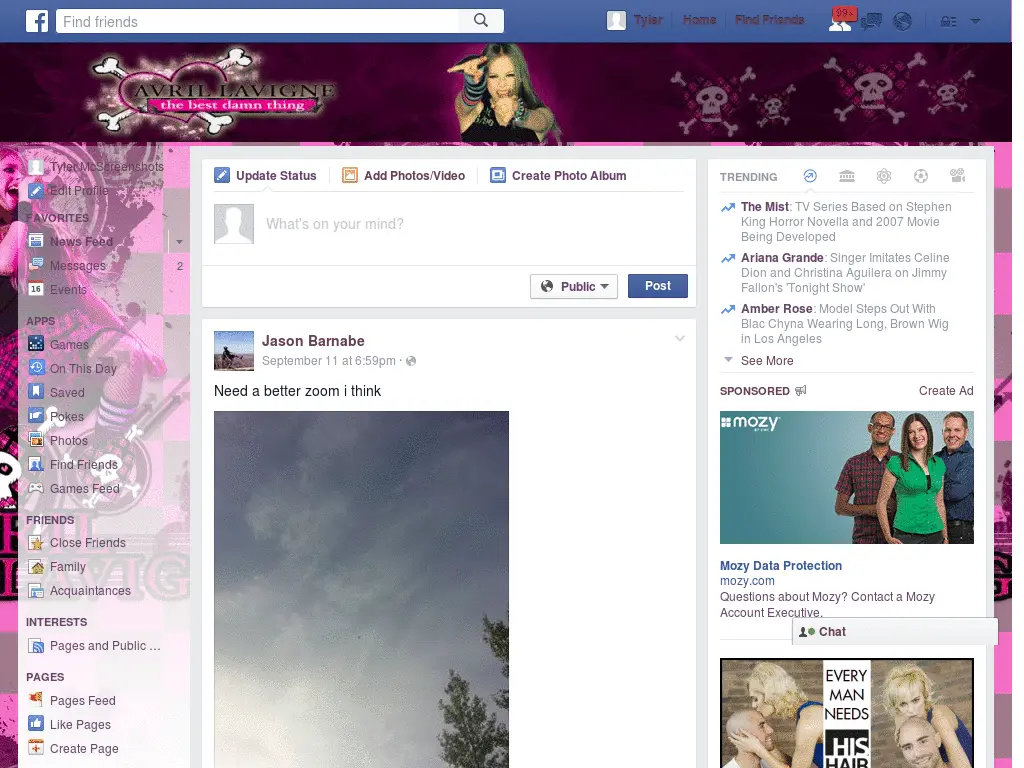 Find friends
Tyler Home Find Friends 99+
AVRIL LAVIGNE
the best damn thing
Tyler McScreenshots
Edit Profile
FAVORITES
News Feed
Messages 2
16 Events
APPS
Games
On This Day
Saved
Pokes
Photos
Find Friends
Games Feed
FRIENDS
Close Friends
Family
Acquaintances
INTERESTS
Pages and Public ...
PAGES
Pages Feed
Like Pages
Create Page
Update Status Add Photos/Video Create Photo Album
What's on your mind?
Public Post
Jason Barnabe
September 11 at 6:59pm ·
Need a better zoom i think
TRENDING
The Mist: TV Series Based on Stephen
King Horror Novella and 2007 Movie
Being Developed
Ariana Grande: Singer Imitates Celine
Dion and Christina Aguilera on Jimmy
Fallon's 'Tonight Show'
Amber Rose: Model Steps Out With
Blac Chyna Wearing Long, Brown Wig
in Los Angeles
See More
SPONSORED Create Ad
mozy
Mozy Data Protection
mozy.com
Questions about Mozy? Contact a Mozy
Account Executive.
Chat
EVERY
MAN
NEEDS
HIS
HAIR